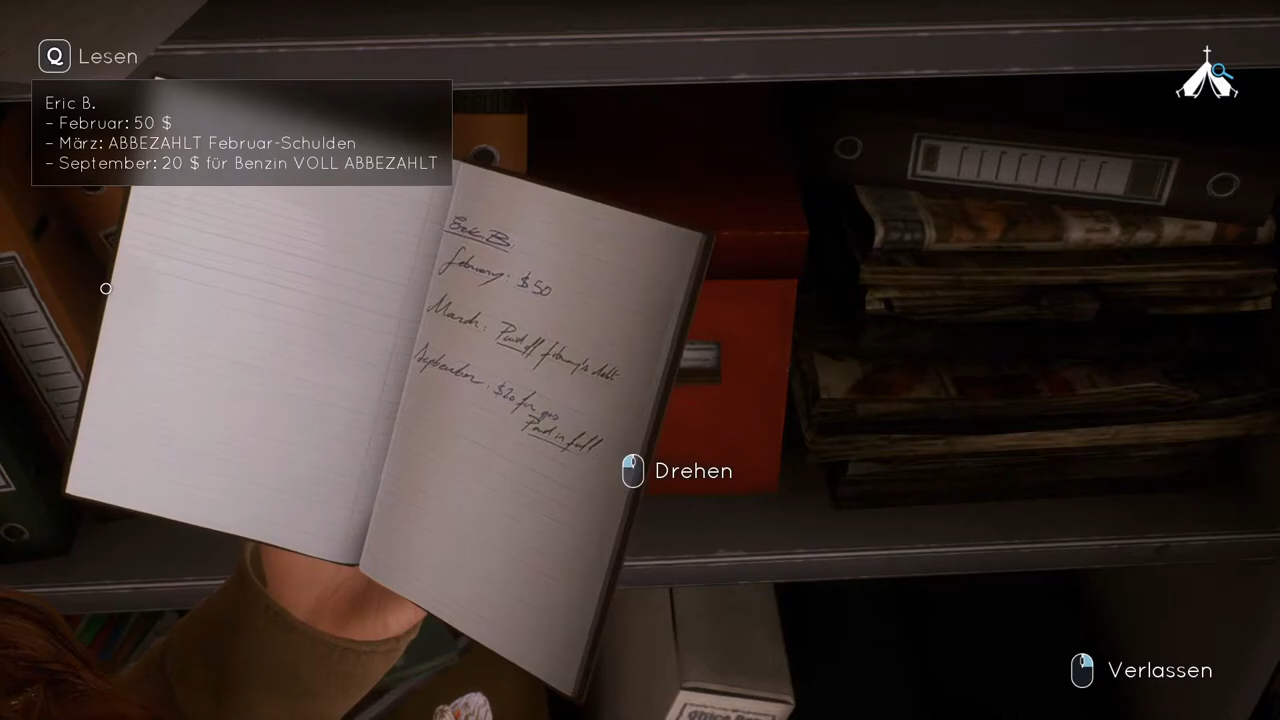 Q Lesen
Eric B.
- Februar: 50 $
- März: ABBEZAHLT Februar-Schulden
- September: 20 $ für Benzin VOLL ABBEZAHLT
Eric B.
February: $50
March: Paid off february's debt
September: $20 for gas
Paid in full.
Drehen
Verlassen